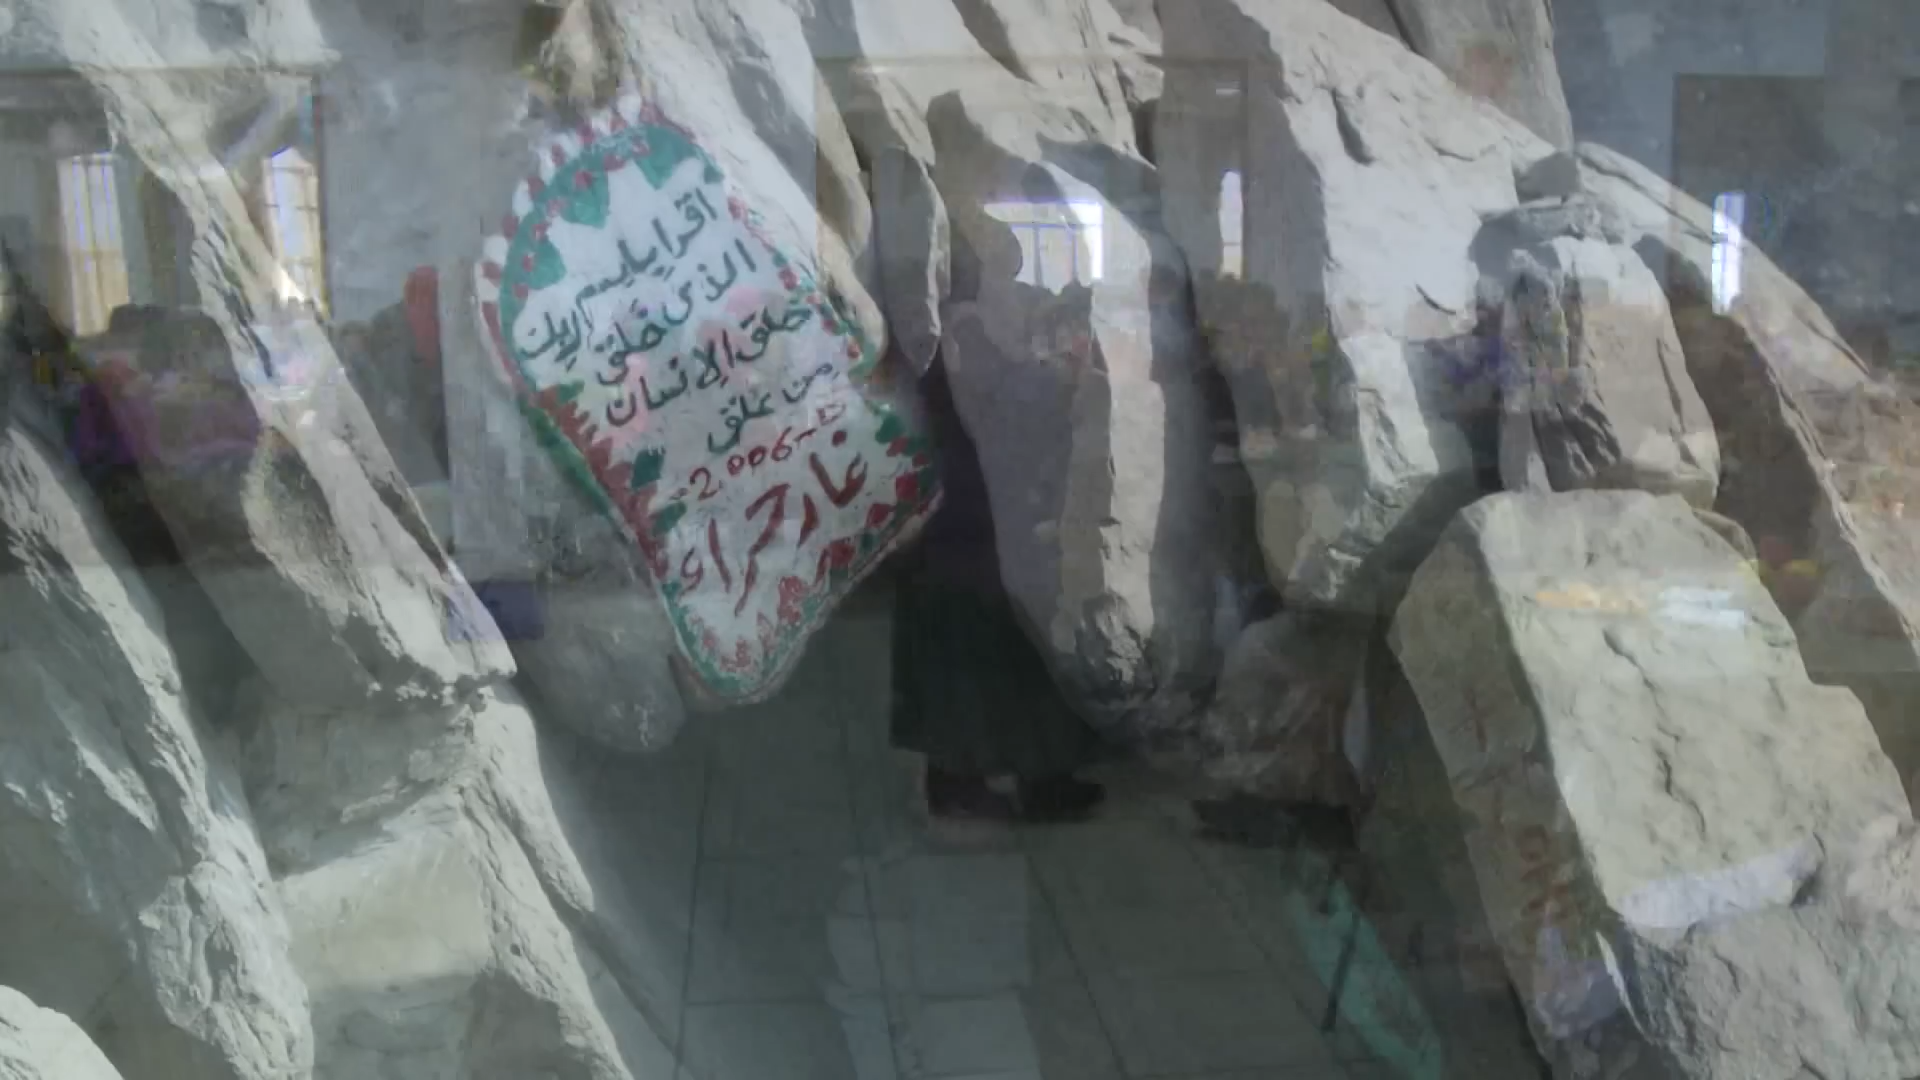 اقرا باسم ربك
الذى خلق
خلق الانسان
من علق
2006-
غار حراء